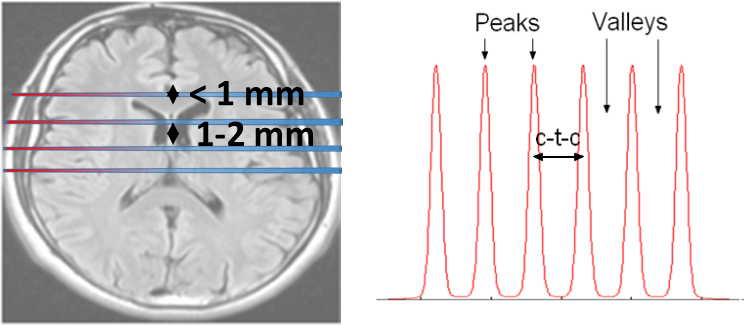 < 1 mm
1-2 mm
Peaks
Valleys
c-t-c